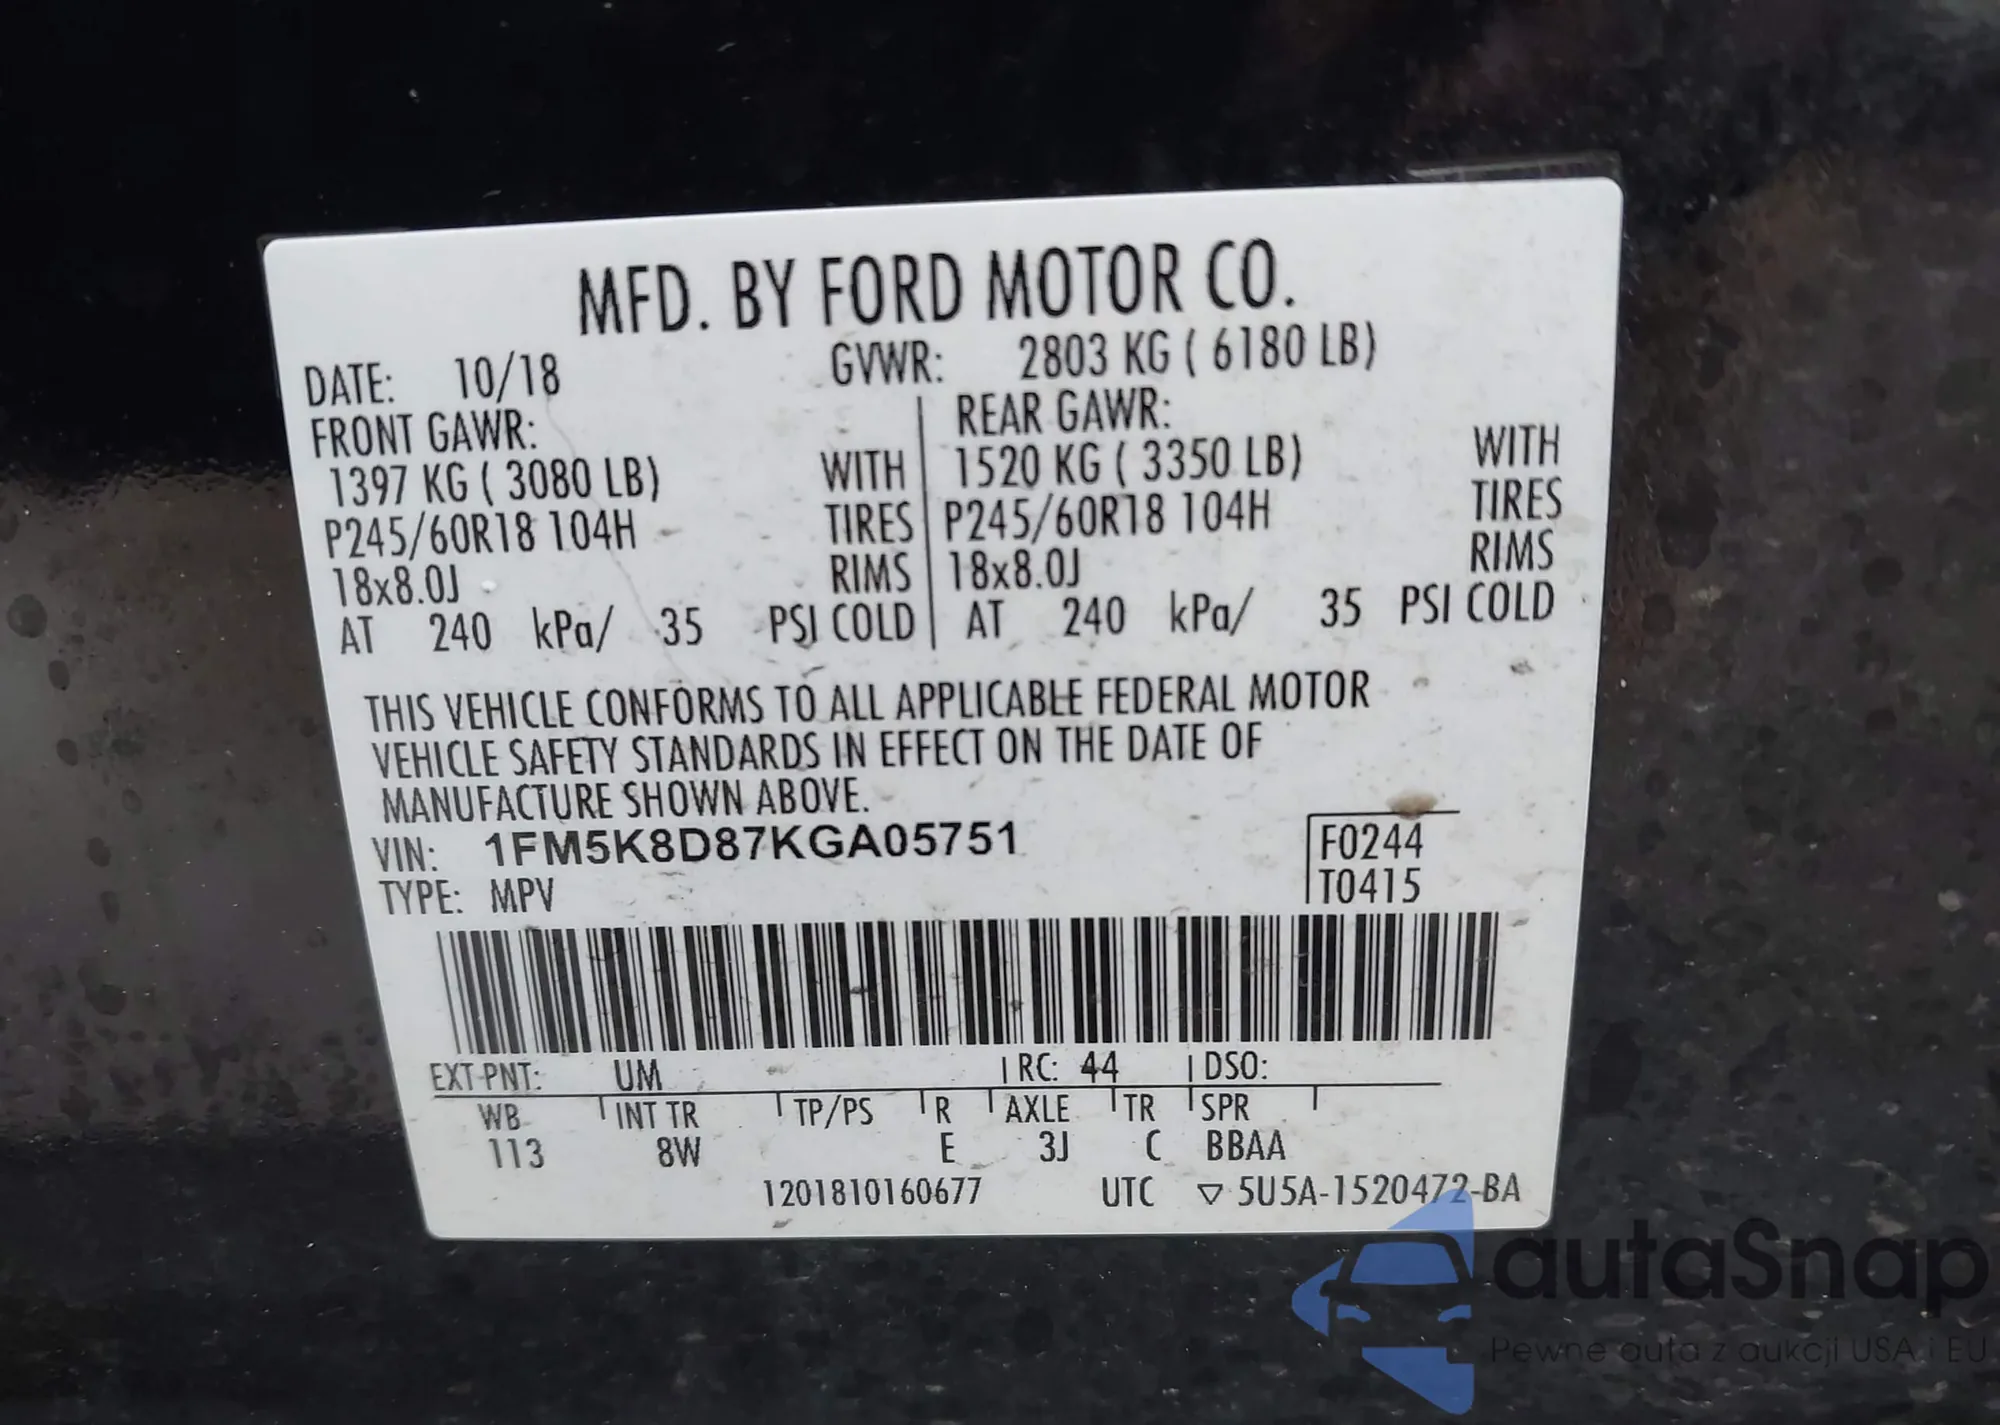 MFD. BY FORD MOTOR CO.
DATE: 10/18 GVWR: 2803 KG ( 6180 LB)
FRONT GAWR: REAR GAWR:
1397 KG ( 3080 LB) WITH 1520 KG ( 3350 LB) WITH
P245/60R18 104H TIRES P245/60R18 104H TIRES
18x8.0J RIMS 18x8.0J RIMS
AT 240 kPa/ 35 PSI COLD AT 240 kPa/ 35 PSI COLD
THIS VEHICLE CONFORMS TO ALL APPLICABLE FEDERAL MOTOR
VEHICLE SAFETY STANDARDS IN EFFECT ON THE DATE OF
MANUFACTURE SHOWN ABOVE.
VIN: 1FM5K8D87KGA05751 F0244
TYPE: MPV T0415
EXT PNT: UM RC: 44 DSO:
WB INT TR TP/PS R AXLE TR SPR
113 8W E 3J C BBAA
1201810160677 UTC ▽ 5U5A-1520472-BA
autaSnap
Pewne auta z aukcji USA i EU